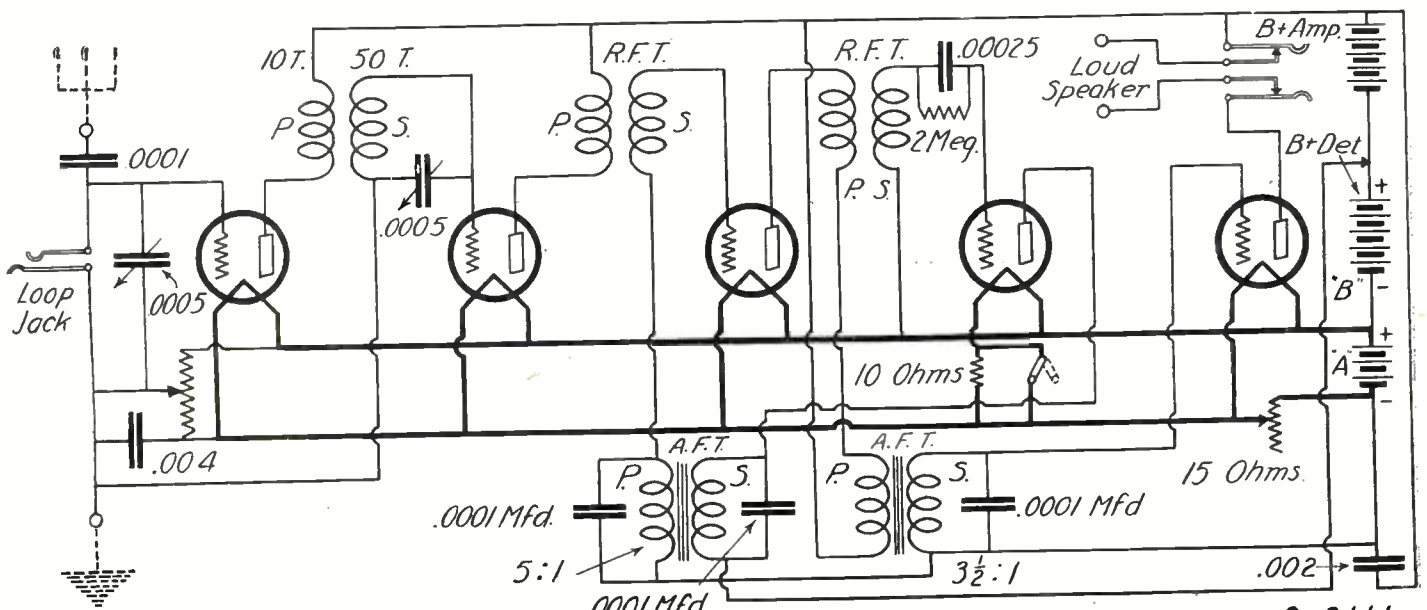 10 T.
50 T.
R.F.T.
R.F.T.
.00025
Loud
Speaker
B+Amp.
P.
S.
P.
S.
2 Meg.
.0001
B+Det
P. S.
+
.0005
.0005
Loop
Jack
"B"
-
+
"A"
10 Ohms
-
.004
A.F.T.
A.F.T.
P.
S.
P.
S.
15 Ohms.
.0001 Mfd.
.0001 Mfd
5:1
3½:1
.002
.0001 Mfd